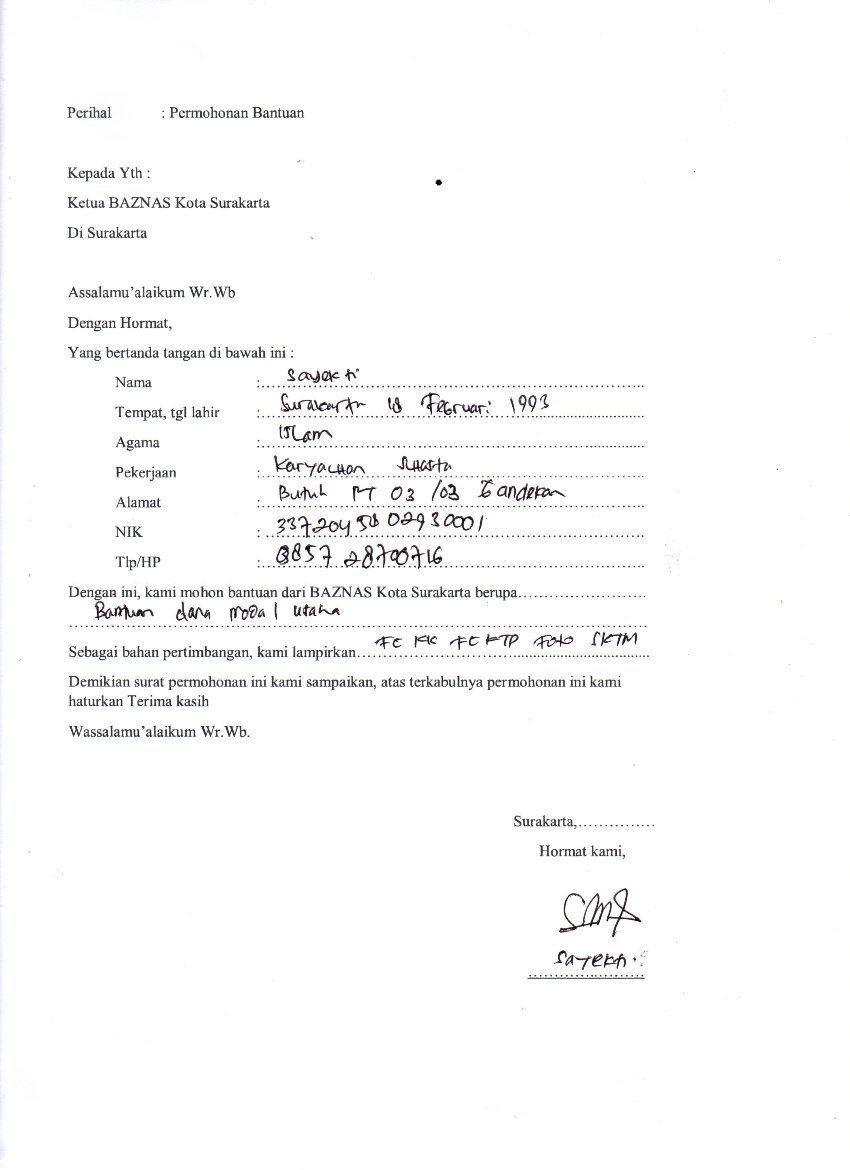 Perihal : Permohonan Bantuan
Kepada Yth :
Ketua BAZNAS Kota Surakarta
Di Surakarta
Assalamu’alaikum Wr.Wb
Dengan Hormat,
Yang bertanda tangan di bawah ini :
Nama : Sayekti
Tempat, tgl lahir : Surakarta 18 Februari 1993
Agama : Islam
Pekerjaan : Karyawan Swasta
Alamat : Butuh RT 03 /03
NIK :
Tlp/HP : 0857 28700716
Dengan ini, kami mohon bantuan dari BAZNAS Kota Surakarta berupa........................
Bantuan dana modal usaha
Sebagai bahan pertimbangan, kami lampirkan FC KK FC KTP Foto SKTM
Demikian surat permohonan ini kami sampaikan, atas terkabulnya permohonan ini kami
haturkan Terima kasih
Wassalamu’alaikum Wr.Wb.
Surakarta,...............
Hormat kami,
Sayekti